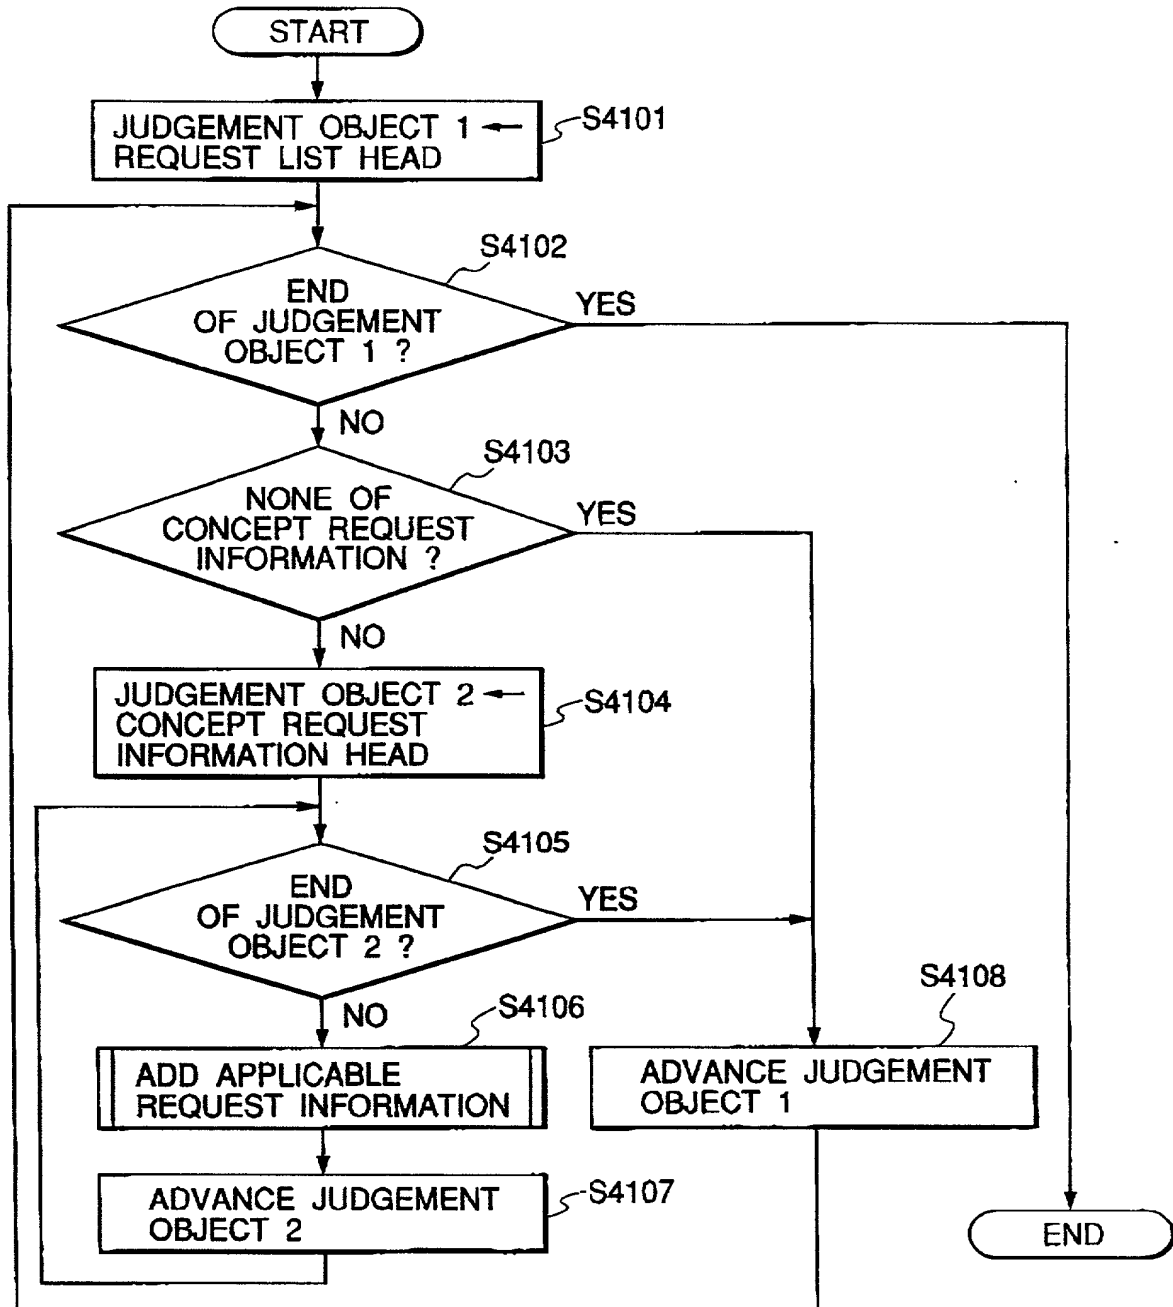 START
JUDGEMENT OBJECT 1 ←
REQUEST LIST HEAD
S4101
S4102
END
OF JUDGEMENT
OBJECT 1 ?
YES
NO
S4103
NONE OF
CONCEPT REQUEST
INFORMATION ?
YES
NO
JUDGEMENT OBJECT 2 ←
CONCEPT REQUEST
INFORMATION HEAD
S4104
S4105
END
OF JUDGEMENT
OBJECT 2 ?
YES
NO
S4106
ADD APPLICABLE
REQUEST INFORMATION
S4108
ADVANCE JUDGEMENT
OBJECT 1
ADVANCE JUDGEMENT
OBJECT 2
S4107
END